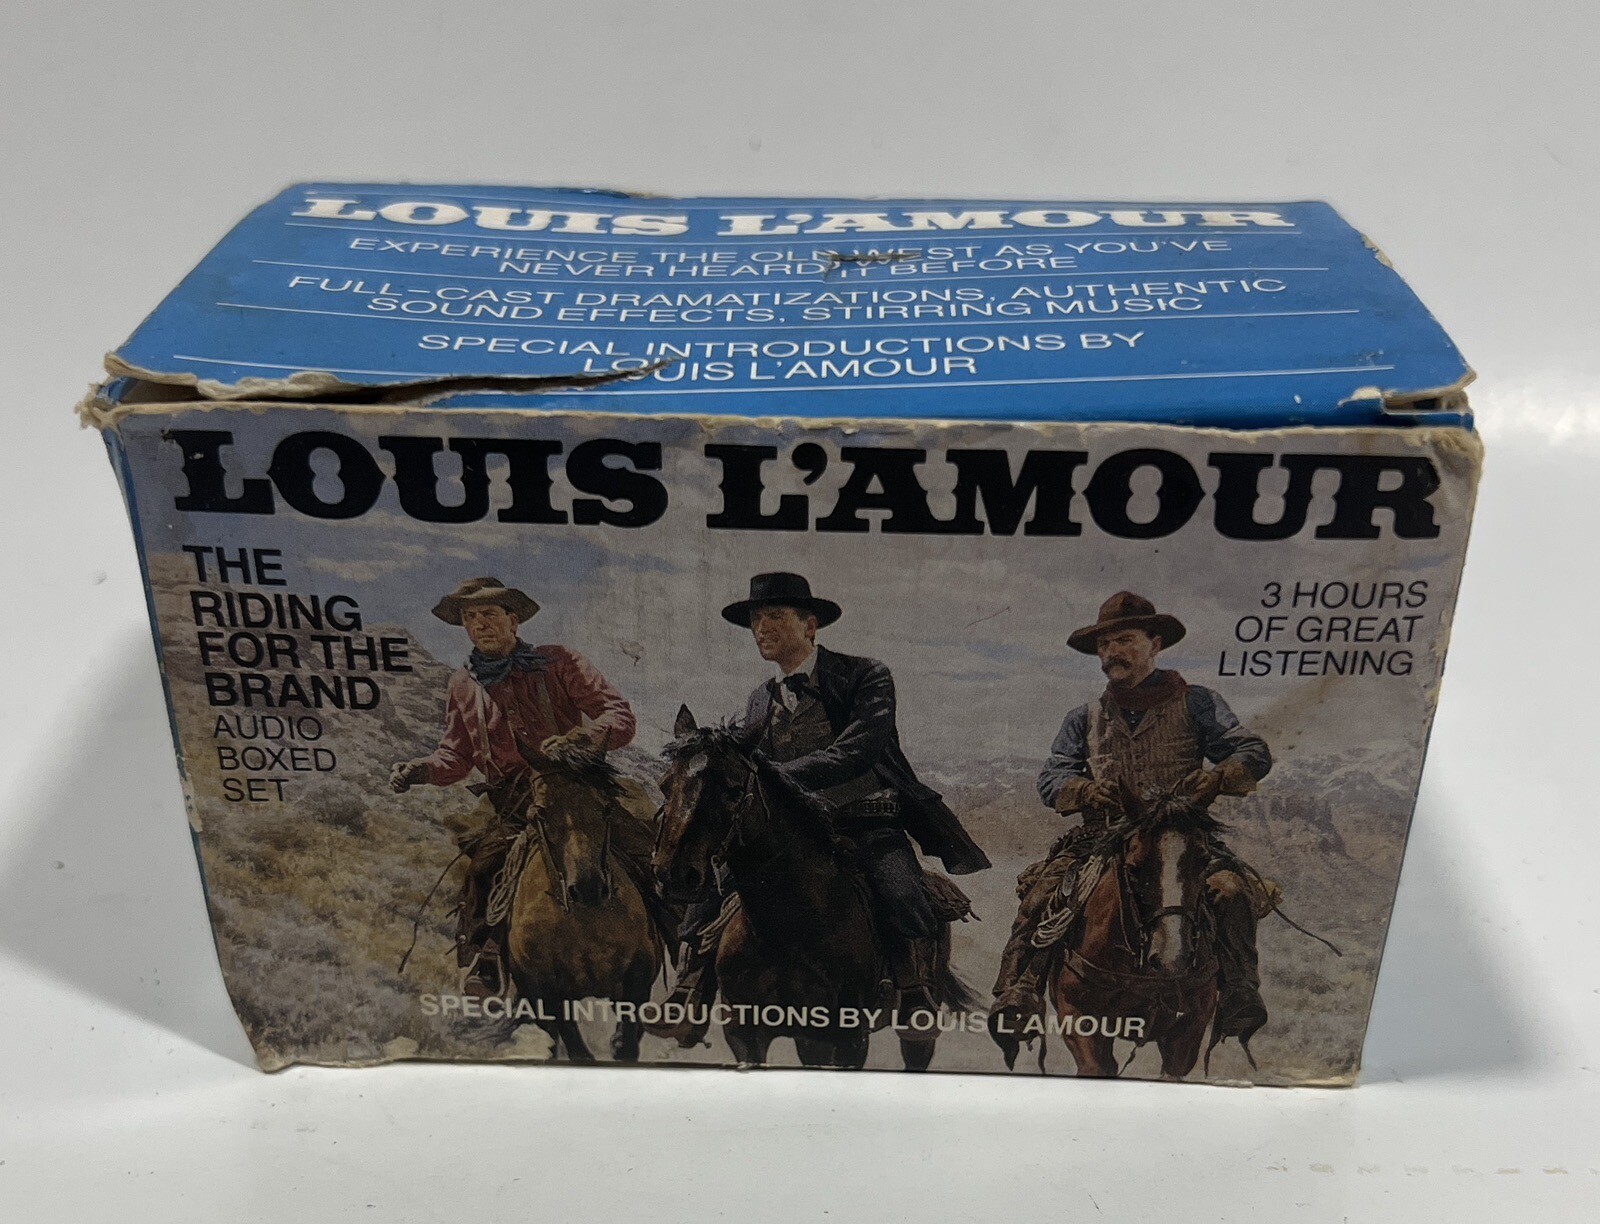 LOUIS L'AMOUR
EXPERIENCE THE OLD WEST AS YOU'VE
NEVER HEARD IT BEFORE
FULL-CAST DRAMATIZATIONS, AUTHENTIC
SOUND EFFECTS, STIRRING MUSIC
SPECIAL INTRODUCTIONS BY
LOUIS L'AMOUR
LOUIS L'AMOUR
THE
RIDING
FOR THE
BRAND
AUDIO
BOXED
SET
3 HOURS
OF GREAT
LISTENING
SPECIAL INTRODUCTIONS BY LOUIS L'AMOUR